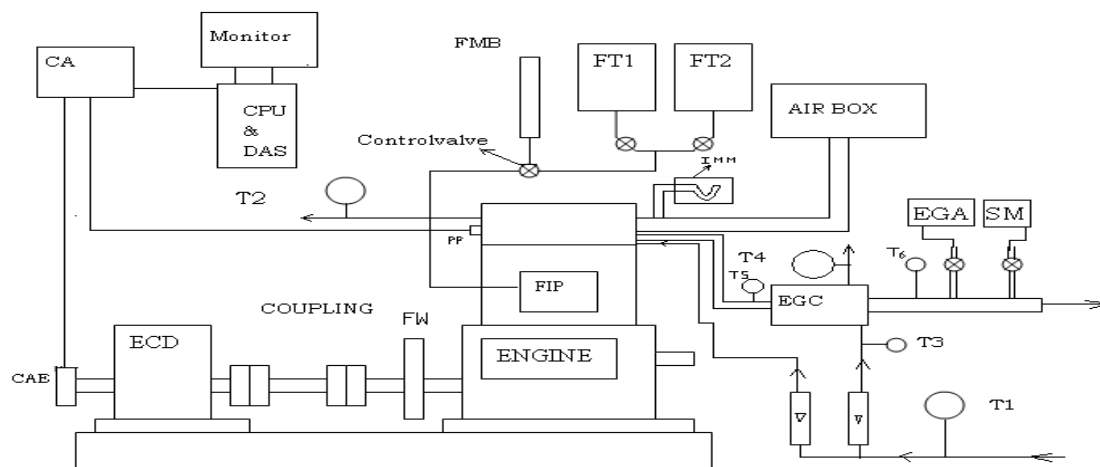 Monitor
FMB
CA
FT1
FT2
CPU
&
DAS
AIR BOX
Controlvalve
IMM
T2
EGA
SM
PP
T4
T6
T5
FIP
EGC
COUPLING
FW
ECD
ENGINE
T3
CAE
T1